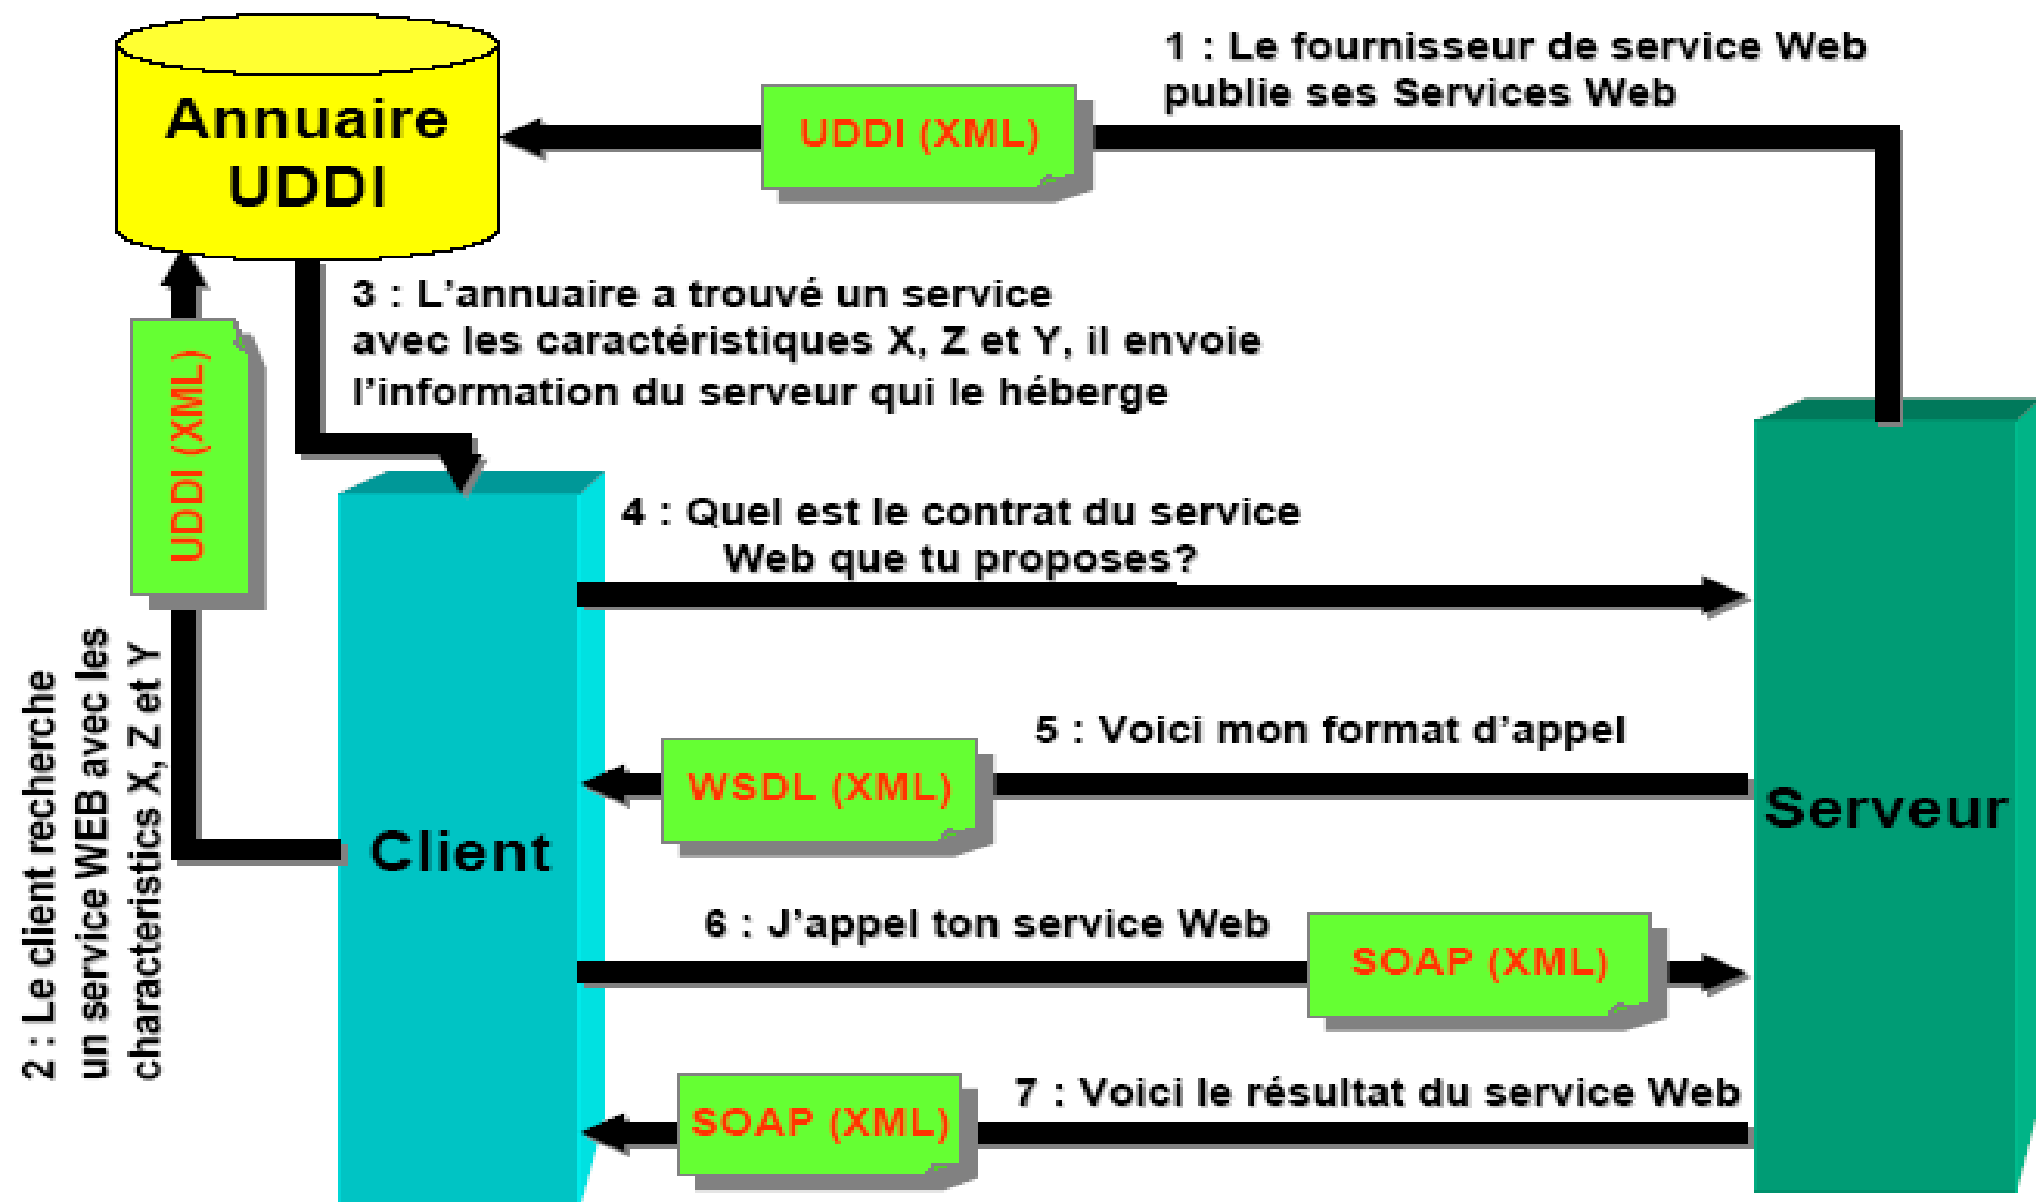 Annuaire
UDDI
1 : Le fournisseur de service Web
publie ses Services Web
UDDI (XML)
3 : L'annuaire a trouvé un service
avec les caractéristiques X, Z et Y, il envoie
l'information du serveur qui le héberge
UDDI (XML)
2 : Le client recherche
un service WEB avec les
characteristics X, Z et Y
4 : Quel est le contrat du service
Web que tu proposes?
5 : Voici mon format d'appel
WSDL (XML)
Client
Serveur
6 : J'appel ton service Web
SOAP (XML)
7 : Voici le résultat du service Web
SOAP (XML)